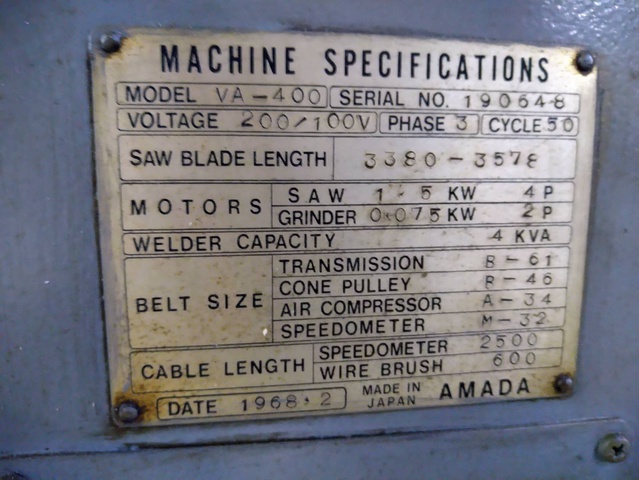 MACHINE SPECIFICATIONS
MODEL VA-400 SERIAL NO. 190648
VOLTAGE 200/100V PHASE 3 CYCLE 50
SAW BLADE LENGTH 3380-3578
MOTORS SAW 1.5 KW 4P
GRINDER 0.075 KW 2P
WELDER CAPACITY 4 KVA
BELT SIZE TRANSMISSION B-61
CONE PULLEY B-46
AIR COMPRESSOR A-34
SPEEDOMETER M-32
CABLE LENGTH SPEEDOMETER 2500
WIRE BRUSH 600
DATE 1968.2 MADE IN JAPAN AMADA